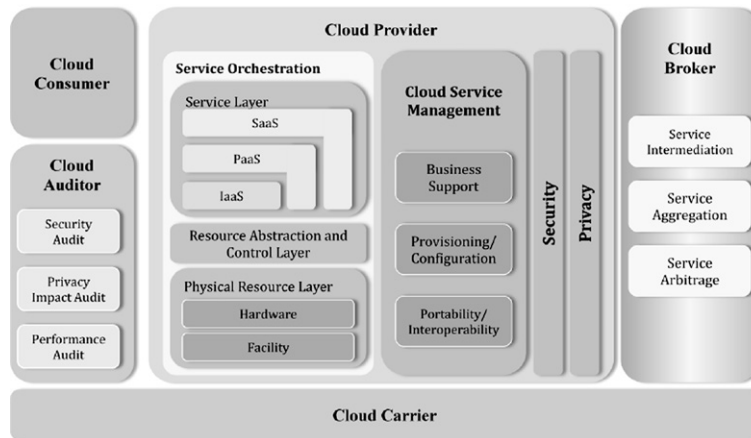 Cloud
Consumer
Cloud
Auditor
Security
Audit
Privacy
Impact Audit
Performance
Audit
Cloud Provider
Service Orchestration
Service Layer
SaaS
PaaS
IaaS
Resource Abstraction and
Control Layer
Physical Resource Layer
Hardware
Facility
Cloud Service
Management
Business
Support
Provisioning/
Configuration
Portability/
Interoperability
Security
Privacy
Cloud
Broker
Service
Intermediation
Service
Aggregation
Service
Arbitrage
Cloud Carrier